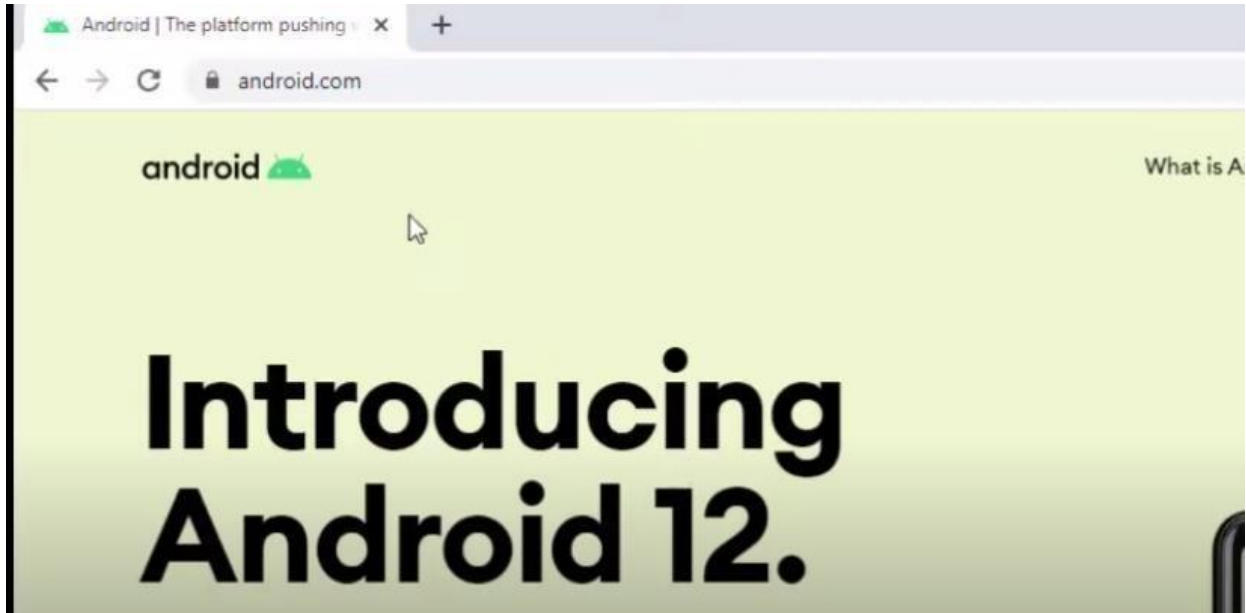 Android | The platform pushing
android.com
android
What is A
Introducing
Android 12.